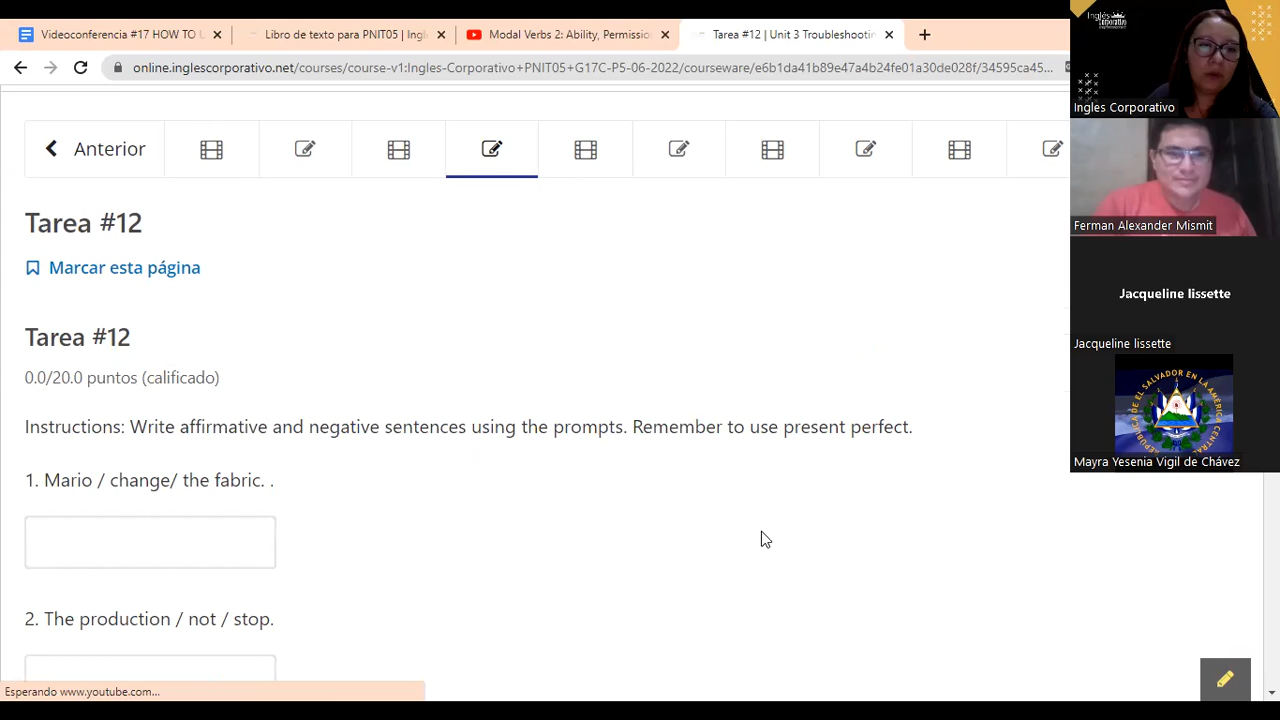 Videoconferencia #17 HOW TO U
Libro de texto para PNIT05 | Ingl
Modal Verbs 2: Ability, Permissio
Tarea #12 | Unit 3 Troubleshootin
online.inglescorporativo.net/courses/course-v1:Ingles-Corporativo+PNIT05+G17C-P5-06-2022/courseware/e6b1da41b89e47a4b24fe01a30de028f/34595ca45...
Anterior
Tarea #12
Marcar esta página
Tarea #12
0.0/20.0 puntos (calificado)
Instructions: Write affirmative and negative sentences using the prompts. Remember to use present perfect.
1. Mario / change/ the fabric. .
2. The production / not / stop.
Esperando www.youtube.com...
Inglés
Corporativo
Ingles Corporativo
Ferman Alexander Mismit
Jacqueline lissette
Jacqueline lissette
Mayra Yesenia Vigil de Chávez